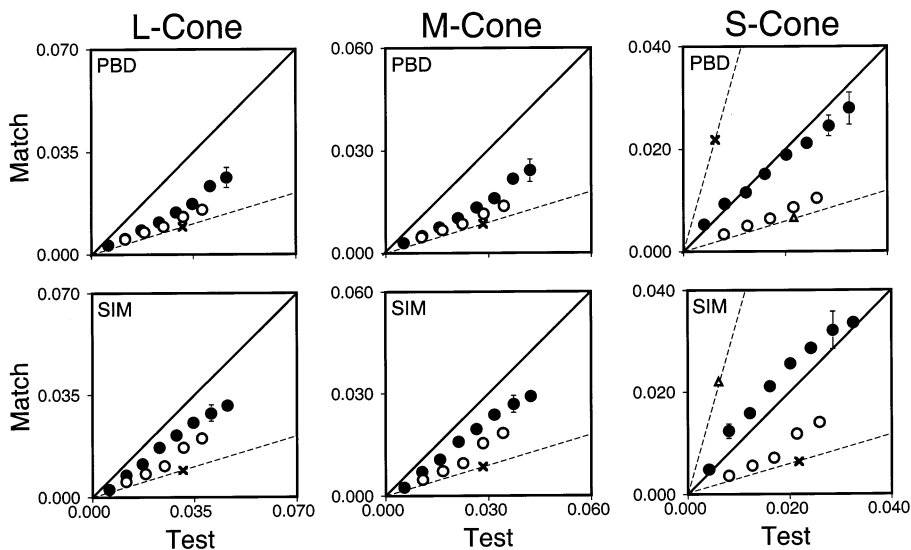 L-Cone M-Cone S-Cone
0.070 0.060 0.040
PBD PBD PBD
Match
0.035 0.030 0.020
0.000 0.000 0.000
0.070 0.060 0.040
SIM SIM SIM
Match
0.035 0.030 0.020
0.000 0.000 0.000
0.000 0.035 0.070 0.000 0.030 0.060 0.000 0.020 0.040
Test Test Test